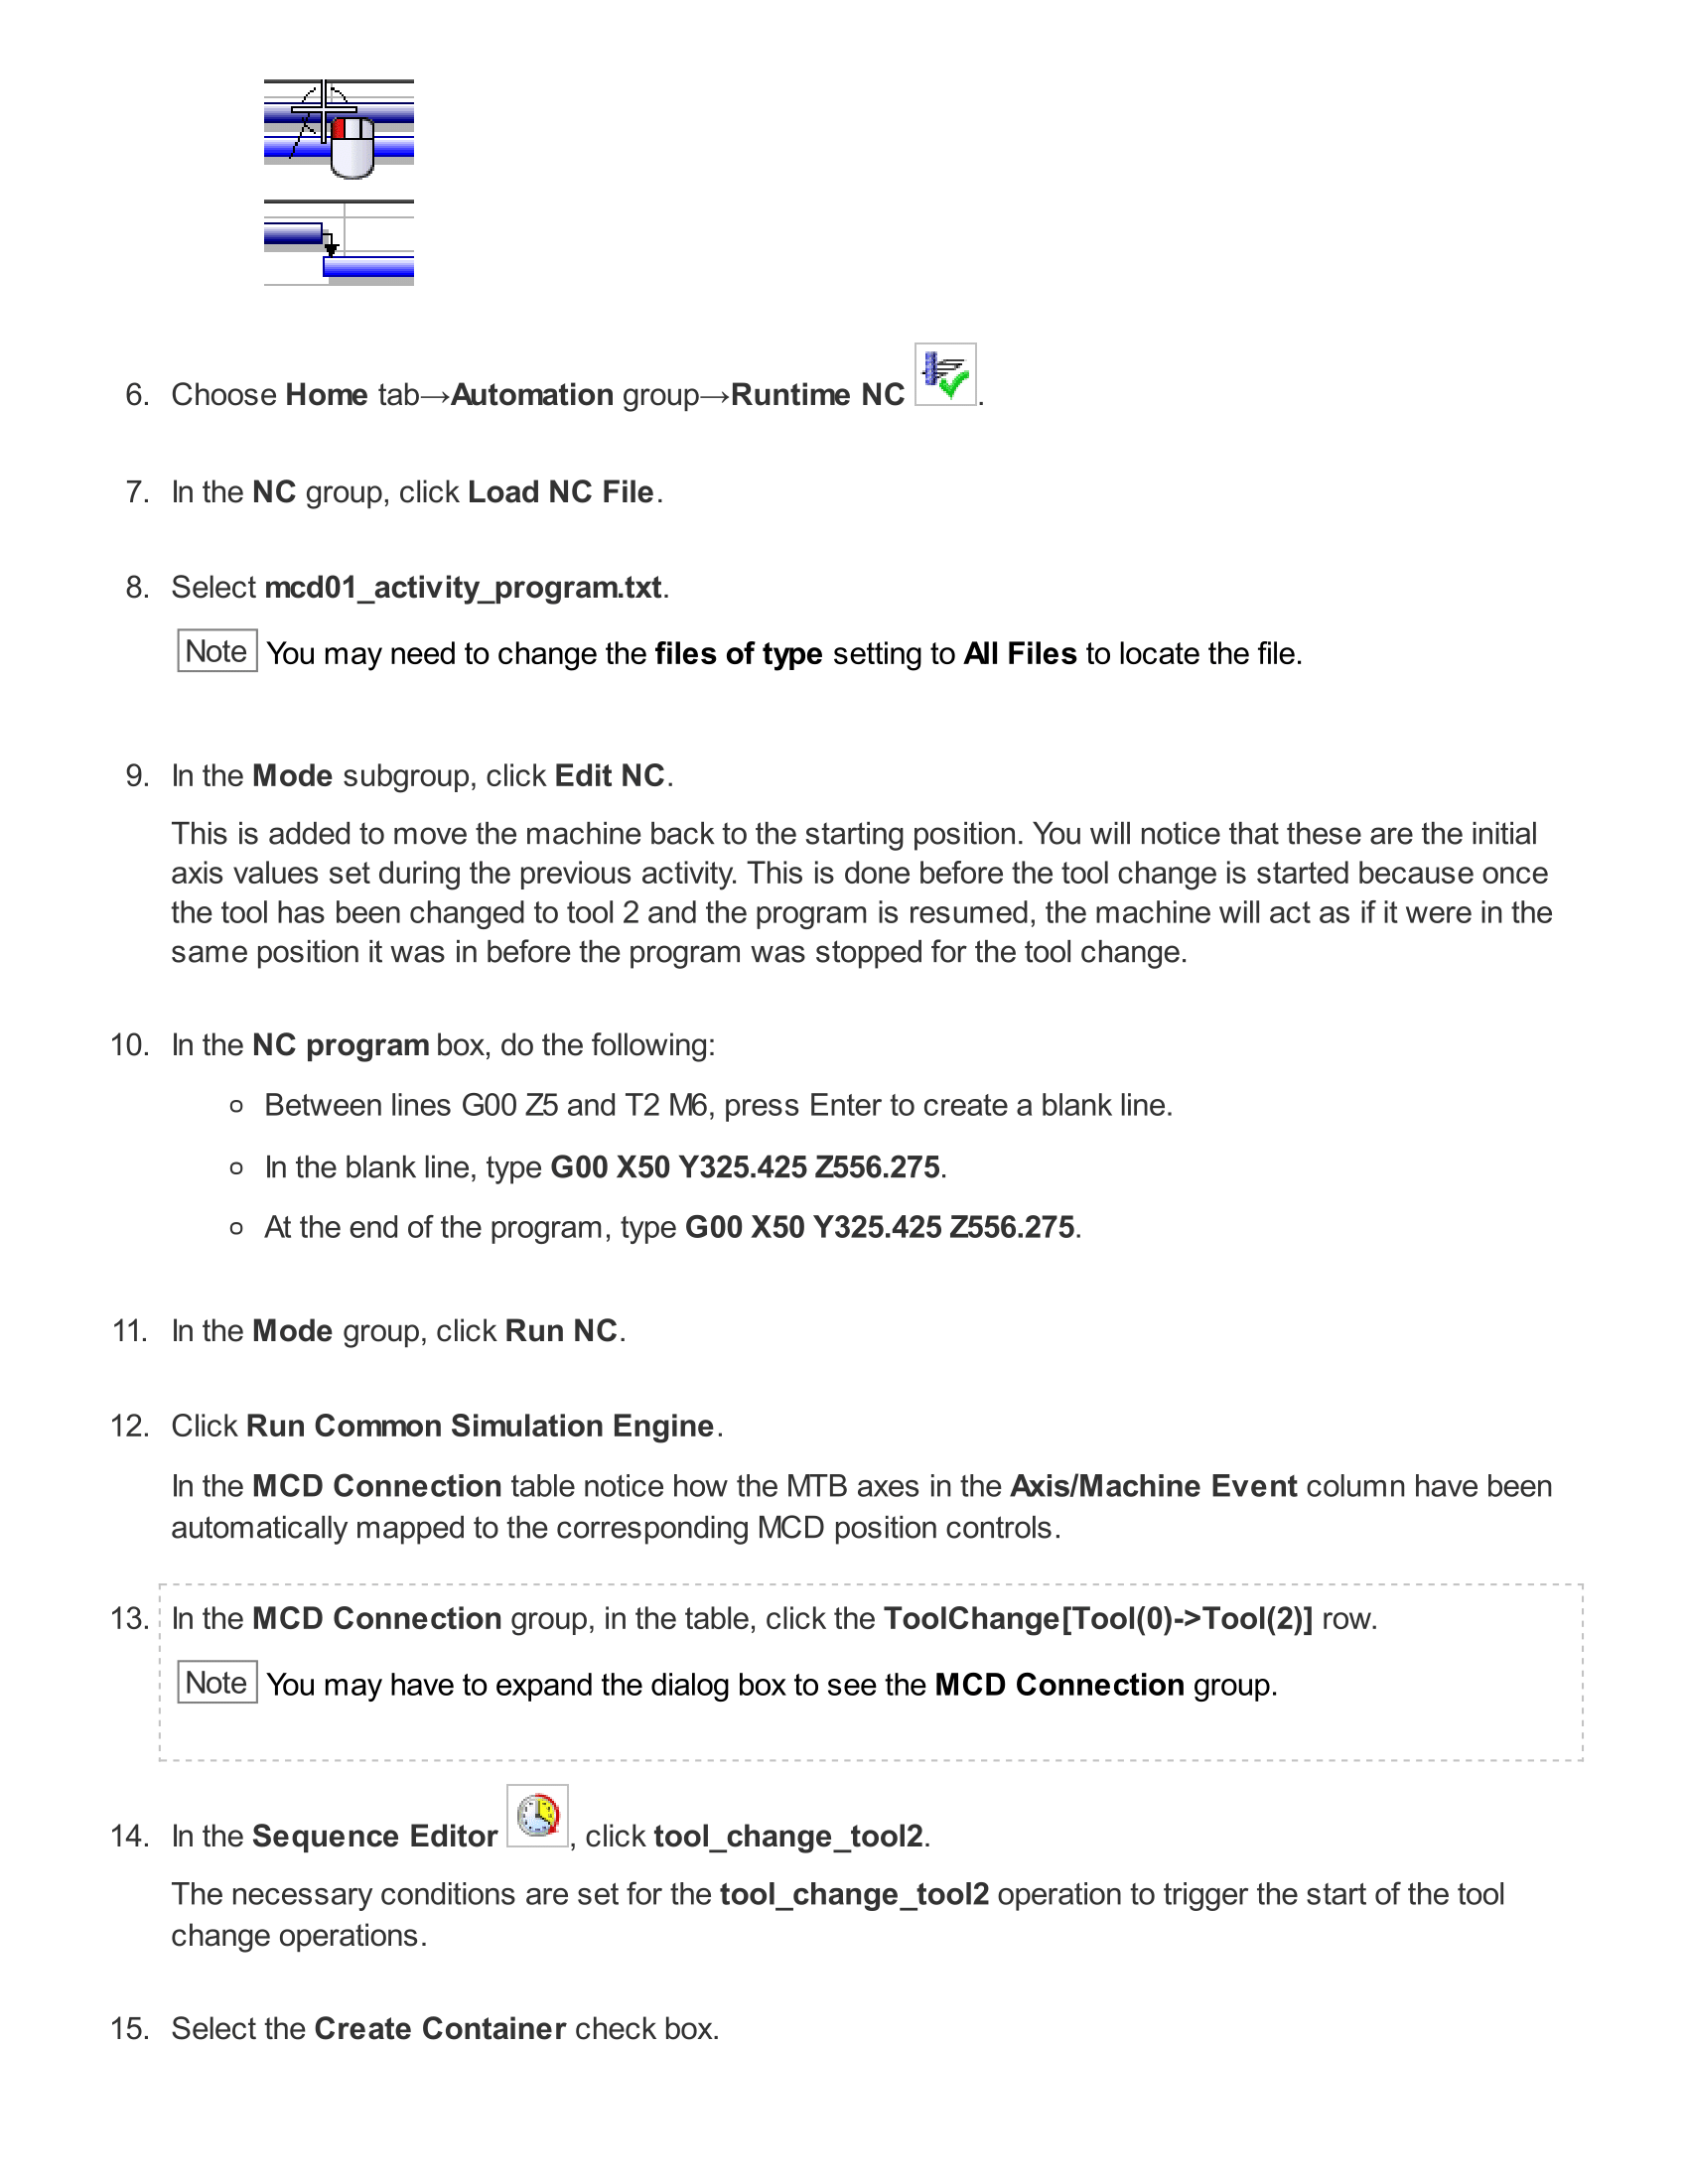 6. Choose Home tab→Automation group→Runtime NC .
7. In the NC group, click Load NC File.
8. Select mcd01_activity_program.txt.
Note You may need to change the files of type setting to All Files to locate the file.
9. In the Mode subgroup, click Edit NC.
This is added to move the machine back to the starting position. You will notice that these are the initial
axis values set during the previous activity. This is done before the tool change is started because once
the tool has been changed to tool 2 and the program is resumed, the machine will act as if it were in the
same position it was in before the program was stopped for the tool change.
10. In the NC program box, do the following:
o Between lines G00 Z5 and T2 M6, press Enter to create a blank line.
o In the blank line, type G00 X50 Y325.425 Z556.275.
o At the end of the program, type G00 X50 Y325.425 Z556.275.
11. In the Mode group, click Run NC.
12. Click Run Common Simulation Engine.
In the MCD Connection table notice how the MTB axes in the Axis/Machine Event column have been
automatically mapped to the corresponding MCD position controls.
13. In the MCD Connection group, in the table, click the ToolChange[Tool(0)->Tool(2)] row.
Note You may have to expand the dialog box to see the MCD Connection group.
14. In the Sequence Editor , click tool_change_tool2.
The necessary conditions are set for the tool_change_tool2 operation to trigger the start of the tool
change operations.
15. Select the Create Container check box.